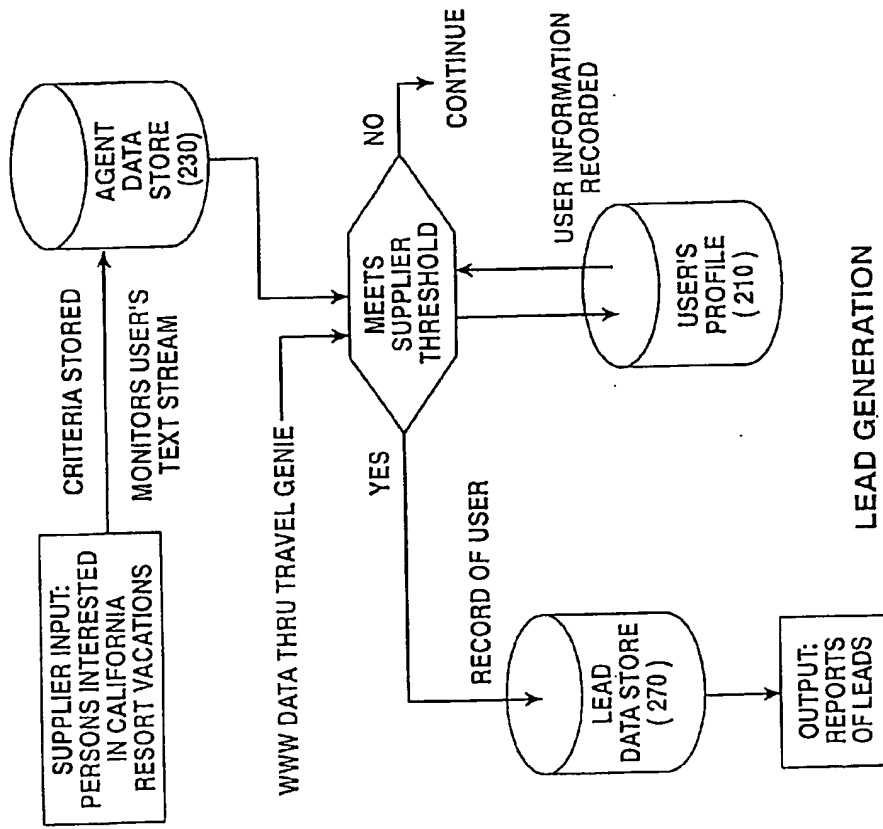 SUPPLIER INPUT:
PERSONS INTERESTED
IN CALIFORNIA
RESORT VACATIONS
CRITERIA STORED
MONITORS USER'S
TEXT STREAM
AGENT
DATA
STORE
(230)
WWW DATA THRU TRAVEL GENIE
MEETS
SUPPLIER
THRESHOLD
NO
CONTINUE
YES
RECORD OF USER
USER INFORMATION
RECORDED
USER'S
PROFILE
(210)
LEAD
DATA STORE
(270)
OUTPUT:
REPORTS
OF LEADS
LEAD GENERATION